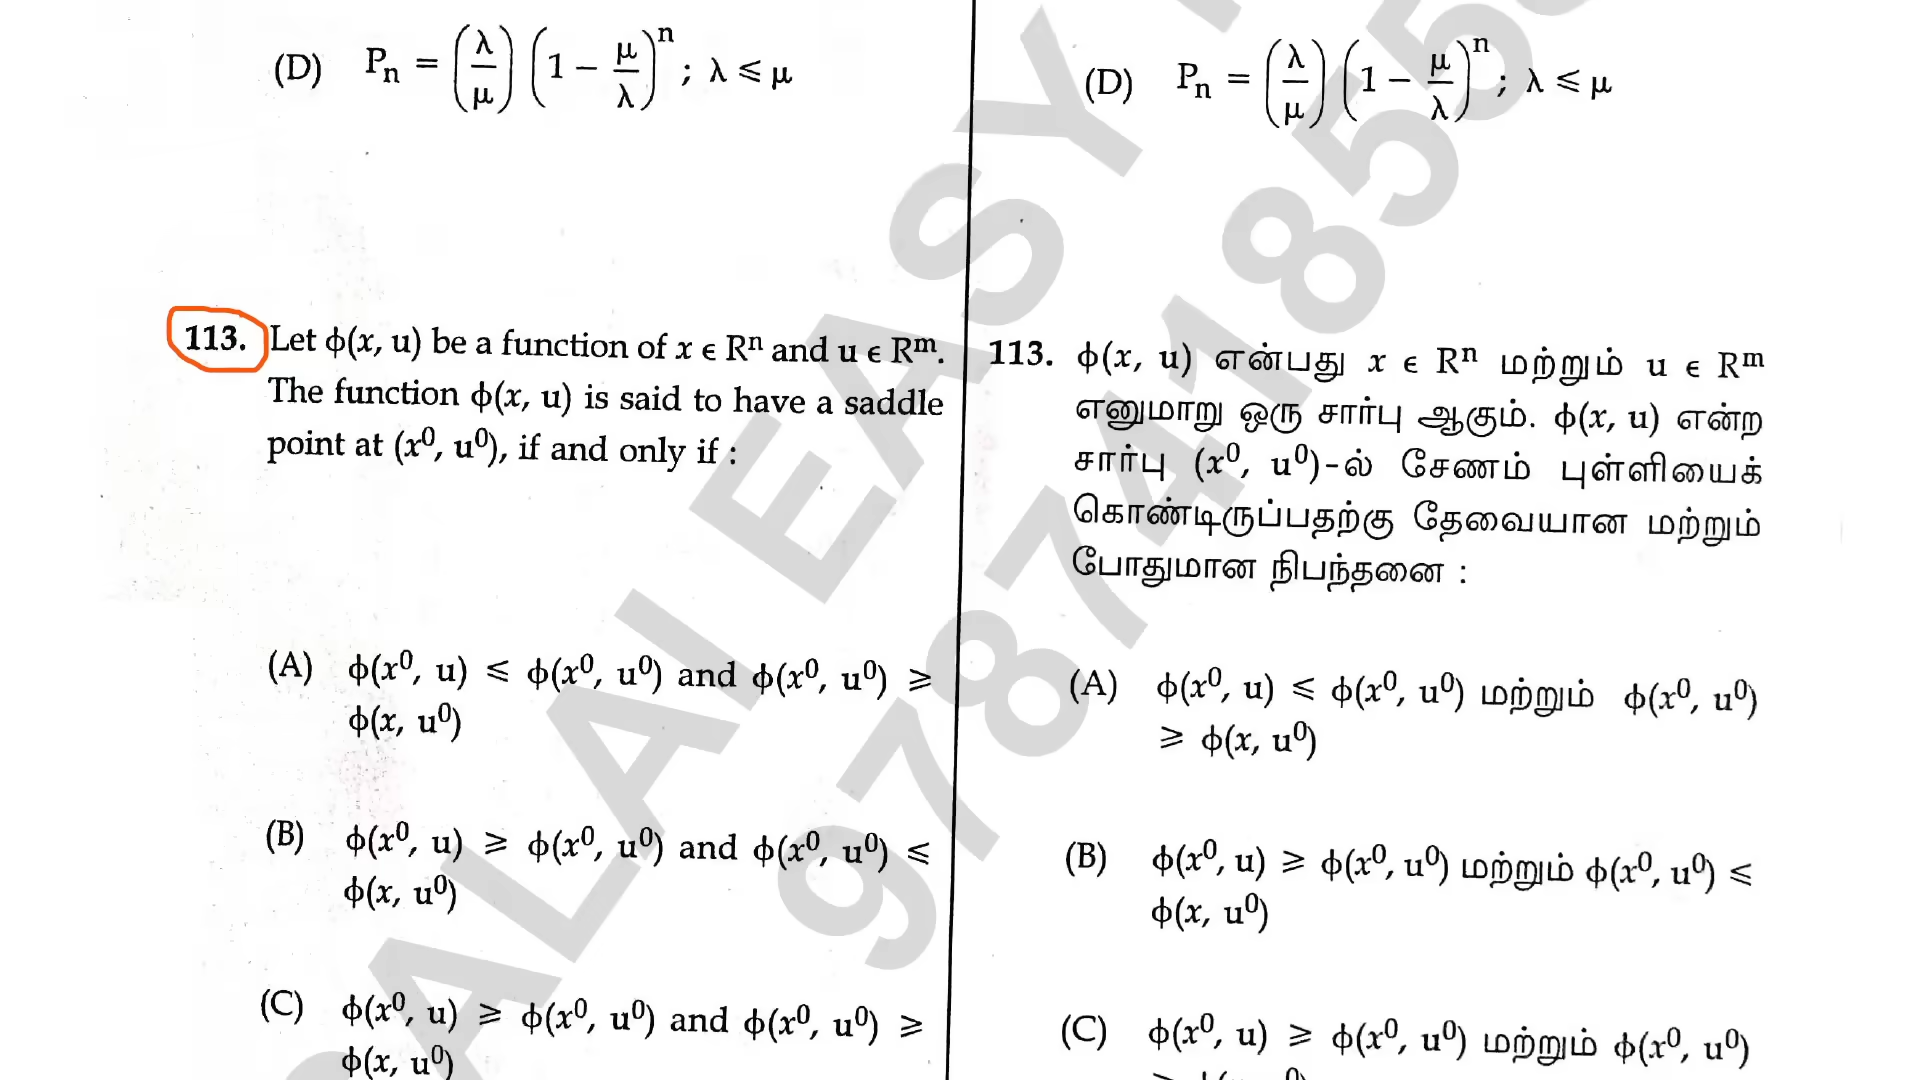 (D) Pn = (λ/μ) (1 − μ/λ)^n ; λ ⩽ μ
113. Let ϕ(x, u) be a function of x ϵ Rⁿ and u ϵ Rᵐ.
The function ϕ(x, u) is said to have a saddle
point at (x⁰, u⁰), if and only if :
(A) ϕ(x⁰, u) ⩽ ϕ(x⁰, u⁰) and ϕ(x⁰, u⁰) ⩾
ϕ(x, u⁰)
(B) ϕ(x⁰, u) ⩾ ϕ(x⁰, u⁰) and ϕ(x⁰, u⁰) ⩽
ϕ(x, u⁰)
(C) ϕ(x⁰, u) ⩾ ϕ(x⁰, u⁰) and ϕ(x⁰, u⁰) ⩾
ϕ(x, u⁰)
(D) Pn = (λ/μ) (1 − μ/λ)^n ; λ ⩽ μ
113. ϕ(x, u) என்பது x ϵ Rⁿ மற்றும் u ϵ Rᵐ
எனுமாறு ஒரு சார்பு ஆகும். ϕ(x, u) என்ற
சார்பு (x⁰, u⁰)-ல் சேணம் புள்ளியைக்
கொண்டிருப்பதற்கு தேவையான மற்றும்
போதுமான நிபந்தனை :
(A) ϕ(x⁰, u) ⩽ ϕ(x⁰, u⁰) மற்றும் ϕ(x⁰, u⁰)
⩾ ϕ(x, u⁰)
(B) ϕ(x⁰, u) ⩾ ϕ(x⁰, u⁰) மற்றும் ϕ(x⁰, u⁰) ⩽
ϕ(x, u⁰)
(C) ϕ(x⁰, u) ⩾ ϕ(x⁰, u⁰) மற்றும் ϕ(x⁰, u⁰)
ALAI EASY
97874185